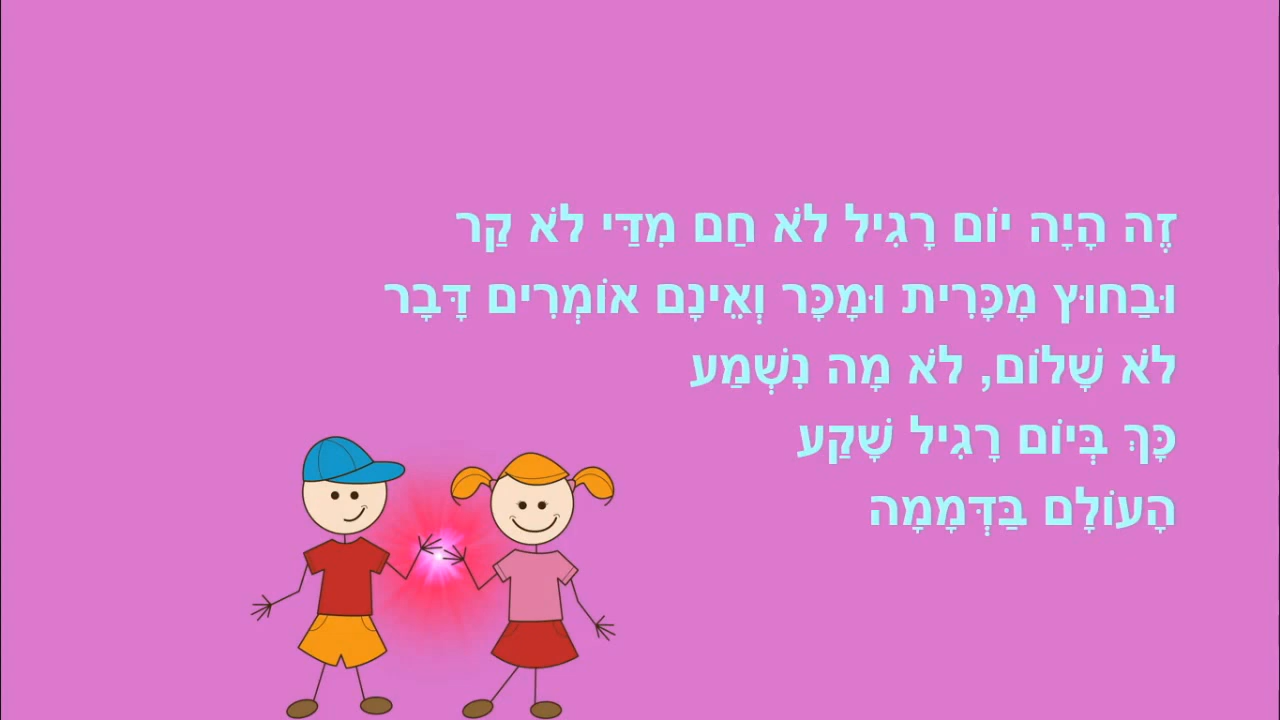 זֶה הָיָה יוֹם רָגִיל לֹא חַם מִדַּי לֹא קַר
וּבַחוּץ מָכָּרִית וּמָכָּר וְאֵינָם אוֹמְרִים דָּבָר
לֹא שָׁלוֹם, לֹא מָה נִשְׁמַע
כָּךְ בְּיוֹם רָגִיל שָׁקַע
הָעוֹלָם בַּדְּמָמָה